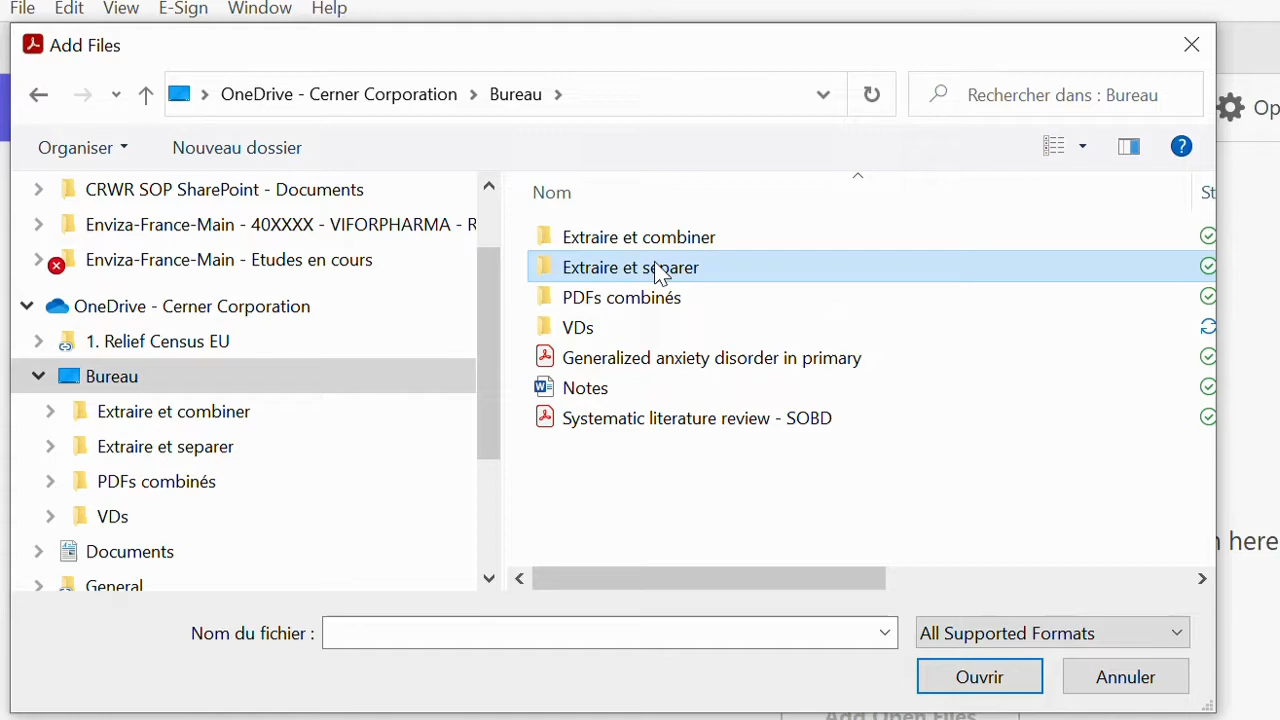 File Edit View E-Sign Window Help
Add Files
OneDrive - Cerner Corporation Bureau
Rechercher dans : Bureau
Op
Organiser
Nouveau dossier
CRWR SOP SharePoint - Documents
Enviza-France-Main - 40XXXX - VIFORPHARMA - R
Enviza-France-Main - Etudes en cours
OneDrive - Cerner Corporation
1. Relief Census EU
Bureau
Extraire et combiner
Extraire et separer
PDFs combinés
VDs
Documents
General
Nom
St
Extraire et combiner
Extraire et separer
PDFs combinés
VDs
Generalized anxiety disorder in primary
Notes
Systematic literature review - SOBD
here
Nom du fichier :
All Supported Formats
Ouvrir
Annuler
Add Open Files